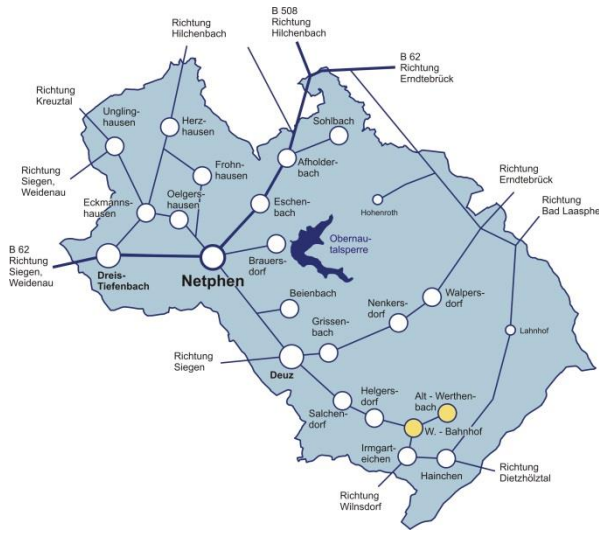 B 508
Richtung
Hilchenbach
Richtung
Hilchenbach
B 62
Richtung
Erndtebrück
Richtung
Kreuztal
Unglinghausen
Herz-
hausen
Sohlbach
Frohn-
hausen
Afholder-
bach
Richtung
Siegen,
Weidenau
Richtung
Erndtebrück
Oelgers-
hausen
Eckmanns-
hausen
Eschen-
bach
Hohenroth
Richtung
Bad Laasphe
B 62
Richtung
Siegen,
Weidenau
Obernau-
talsperre
Brauers-
dorf
Dreis-
Tiefenbach
Netphen
Beienbach
Walpers-
dorf
Nenkers-
dorf
Grissen-
bach
Lahnhof
Richtung
Siegen
Deuz
Helgers-
dorf
Alt - Werthen-
bach
Salchen-
dorf
W. - Bahnhof
Irmgart-
eichen
Hainchen
Richtung
Dietzhölztal
Richtung
Wilnsdorf